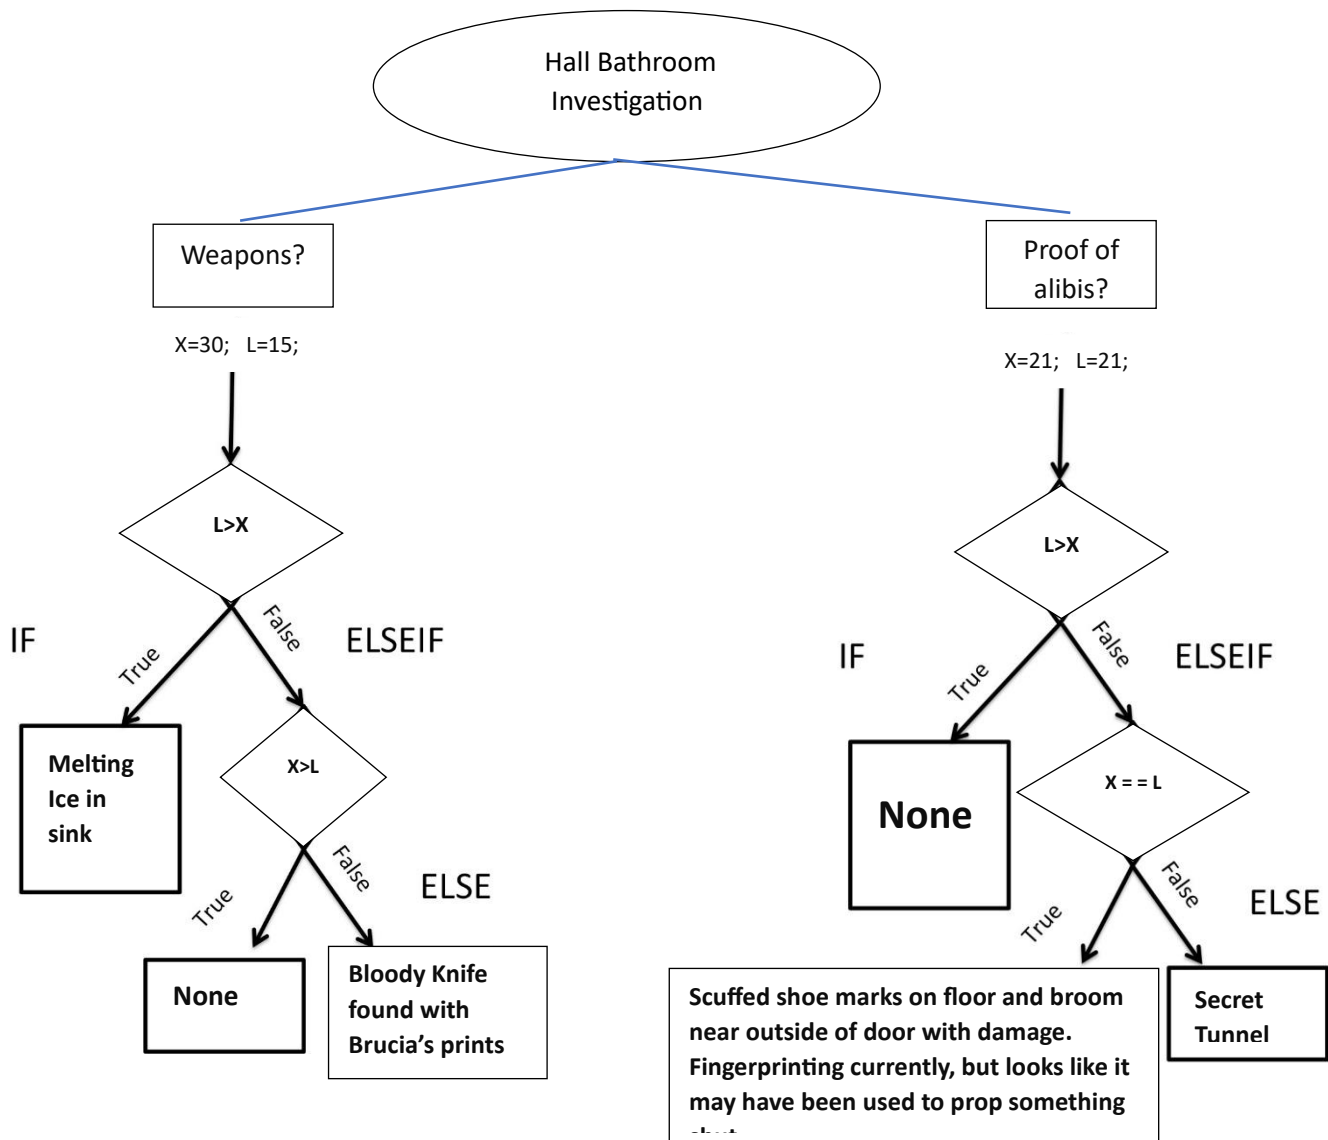 Hall Bathroom
Investigation
Weapons?
X=30; L=15;
L>X
IF
True
False
ELSEIF
Melting
Ice in
sink
X>L
True
False
ELSE
None
Bloody Knife
found with
Brucia’s prints
Proof of
alibis?
X=21; L=21;
L>X
IF
True
False
ELSEIF
None
X = = L
True
False
ELSE
Scuffed shoe marks on floor and broom
near outside of door with damage.
Fingerprinting currently, but looks like it
may have been used to prop something
Secret
Tunnel